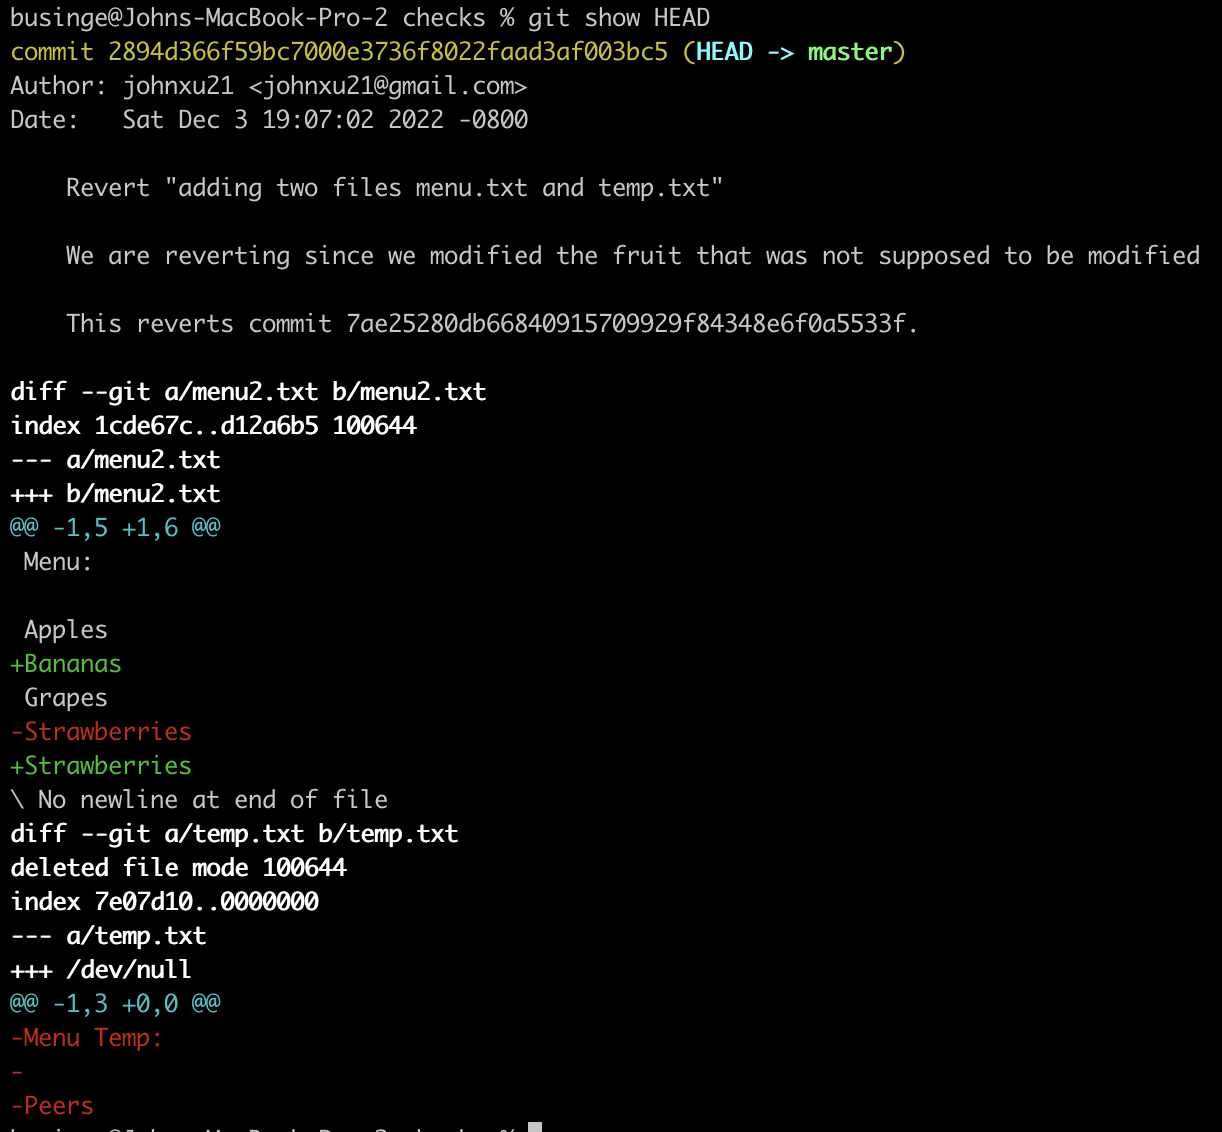 businge@Johns-MacBook-Pro-2 checks % git show HEAD
commit 2894d366f59bc7000e3736f8022faad3af003bc5 (HEAD -> master)
Author: johnxu21 <johnxu21@gmail.com>
Date:   Sat Dec 3 19:07:02 2022 -0800

    Revert "adding two files menu.txt and temp.txt"

    We are reverting since we modified the fruit that was not supposed to be modified

    This reverts commit 7ae25280db66840915709929f84348e6f0a5533f.

diff --git a/menu2.txt b/menu2.txt
index 1cde67c..d12a6b5 100644
--- a/menu2.txt
+++ b/menu2.txt
@@ -1,5 +1,6 @@
 Menu:

 Apples
+Bananas
 Grapes
-Strawberries
+Strawberries
\ No newline at end of file
diff --git a/temp.txt b/temp.txt
deleted file mode 100644
index 7e07d10..0000000
--- a/temp.txt
+++ /dev/null
@@ -1,3 +0,0 @@
-Menu Temp:
-
-Peers